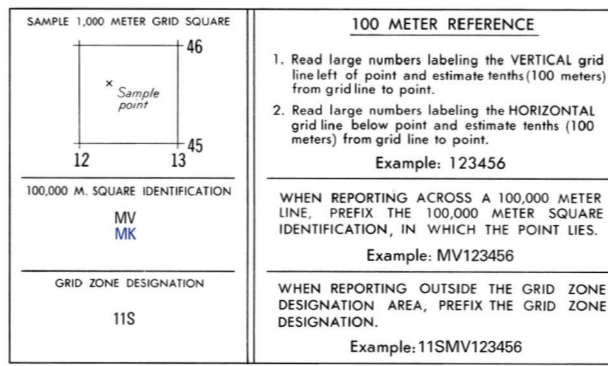 SAMPLE 1,000 METER GRID SQUARE
46
× Sample
point
45
12 13
100,000 M. SQUARE IDENTIFICATION
MV
MK
GRID ZONE DESIGNATION
11S
100 METER REFERENCE
1. Read large numbers labeling the VERTICAL grid
line left of point and estimate tenths (100 meters)
from grid line to point.
2. Read large numbers labeling the HORIZONTAL
grid line below point and estimate tenths (100
meters) from grid line to point.
Example: 123456
WHEN REPORTING ACROSS A 100,000 METER
LINE, PREFIX THE 100,000 METER SQUARE
IDENTIFICATION, IN WHICH THE POINT LIES.
Example: MV123456
WHEN REPORTING OUTSIDE THE GRID ZONE
DESIGNATION AREA, PREFIX THE GRID ZONE
DESIGNATION.
Example: 11SMV123456